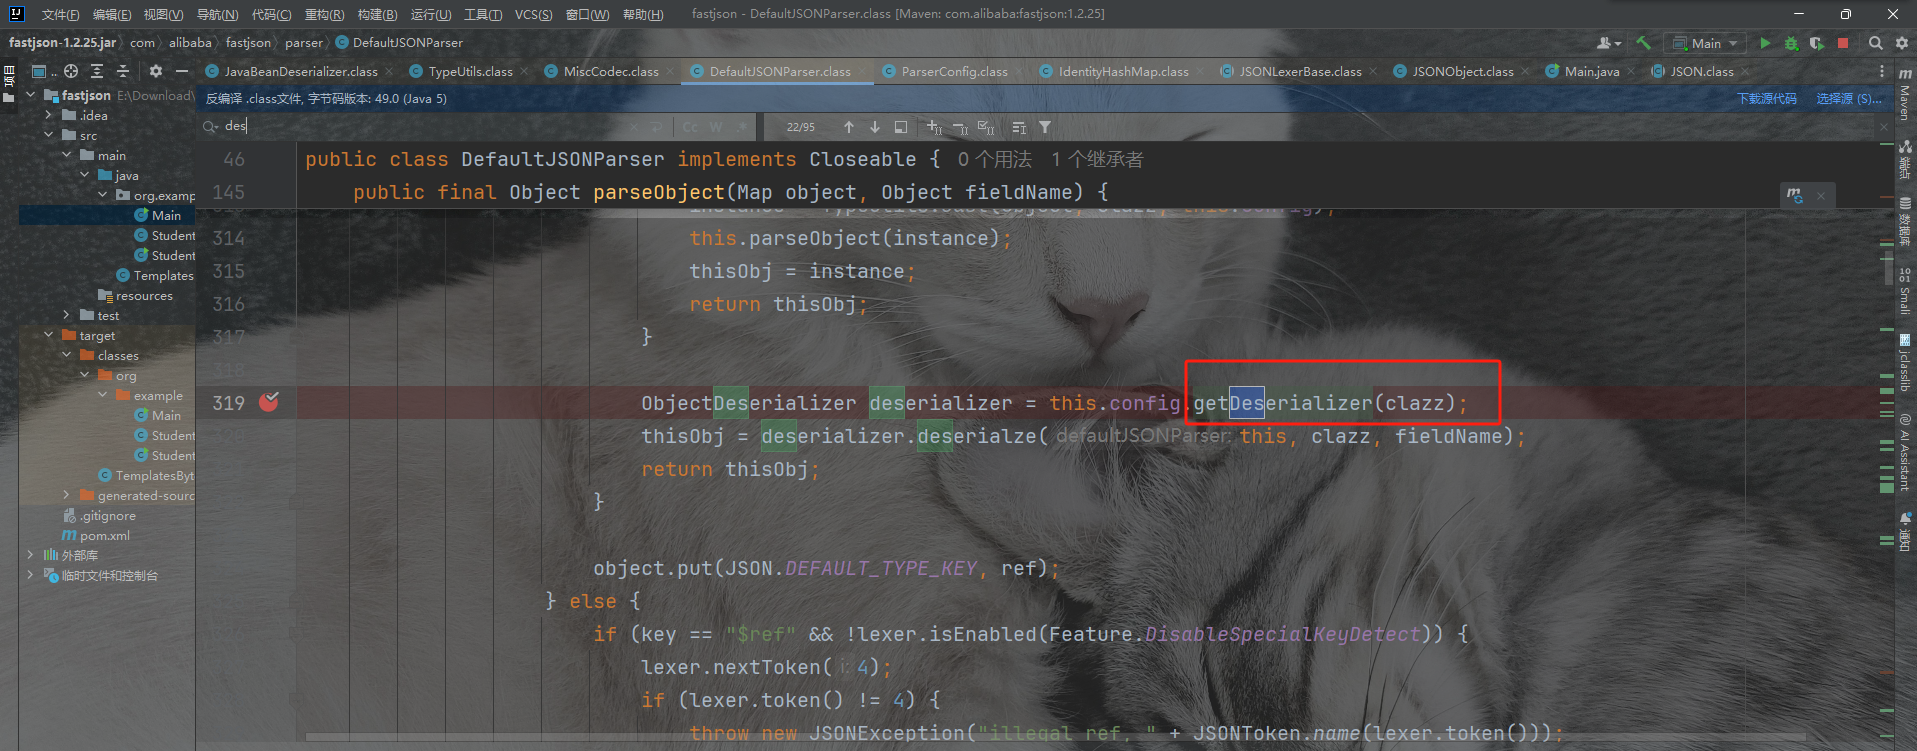 文件(F) 编辑(E) 视图(V) 导航(N) 代码(C) 重构(R) 构建(B) 运行(U) 工具(T) VCS(S) 窗口(W) 帮助(H) fastjson - DefaultJSONParser.class [Maven: com.alibaba:fastjson:1.2.25]
fastjson-1.2.25.jar com alibaba fastjson parser DefaultJSONParser Main
项目
JavaBeanDeserializer.class TypeUtils.class MiscCodec.class DefaultJSONParser.class ParserConfig.class IdentityHashMap.class JSONLexerBase.class JSONObject.class Main.java JSON.class
fastjson E:\Download\
.idea
src
main
java
org.examp
Main
Student
Student
Templates
resources
test
target
classes
org
example
Main
Student
Student
TemplatesByt
generated-sourc
.gitignore
pom.xml
外部库
临时文件和控制台
反编译 .class文件, 字节码版本: 49.0 (Java 5) 下载源代码 选择源 (S)...
des Cc W .* 22/95
46 public class DefaultJSONParser implements Closeable { 0 个用法 1 个继承者
145 public final Object parseObject(Map object, Object fieldName) {
314 this.parseObject(instance);
315 thisObj = instance;
316 return thisObj;
317 }
318
319 ObjectDeserializer deserializer = this.config.getDeserializer(clazz);
thisObj = deserializer.deserialze( defaultJSONParser: this, clazz, fieldName);
return thisObj;
}
object.put(JSON.DEFAULT_TYPE_KEY, ref);
} else {
if (key == "$ref" && !lexer.isEnabled(Feature.DisableSpecialKeyDetect)) {
lexer.nextToken( i: 4);
if (lexer.token() != 4) {
throw new JSONException("illegal ref, " + JSONToken.name(lexer.token()));
Maven
端点
数据库
Smali
jclasslib
AI Assistant
通知